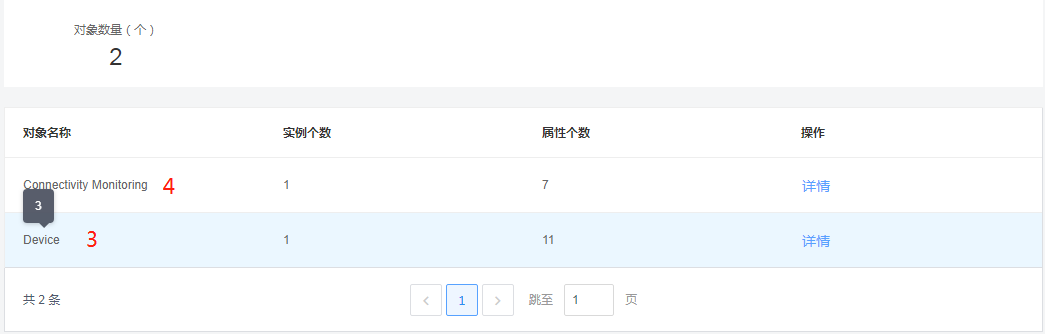 对象数量（个）
2
对象名称 实例个数 属性个数 操作
Connectivity Monitoring 4 1 7 详情
3
Device 3 1 11 详情
共 2 条 1 跳至 1 页